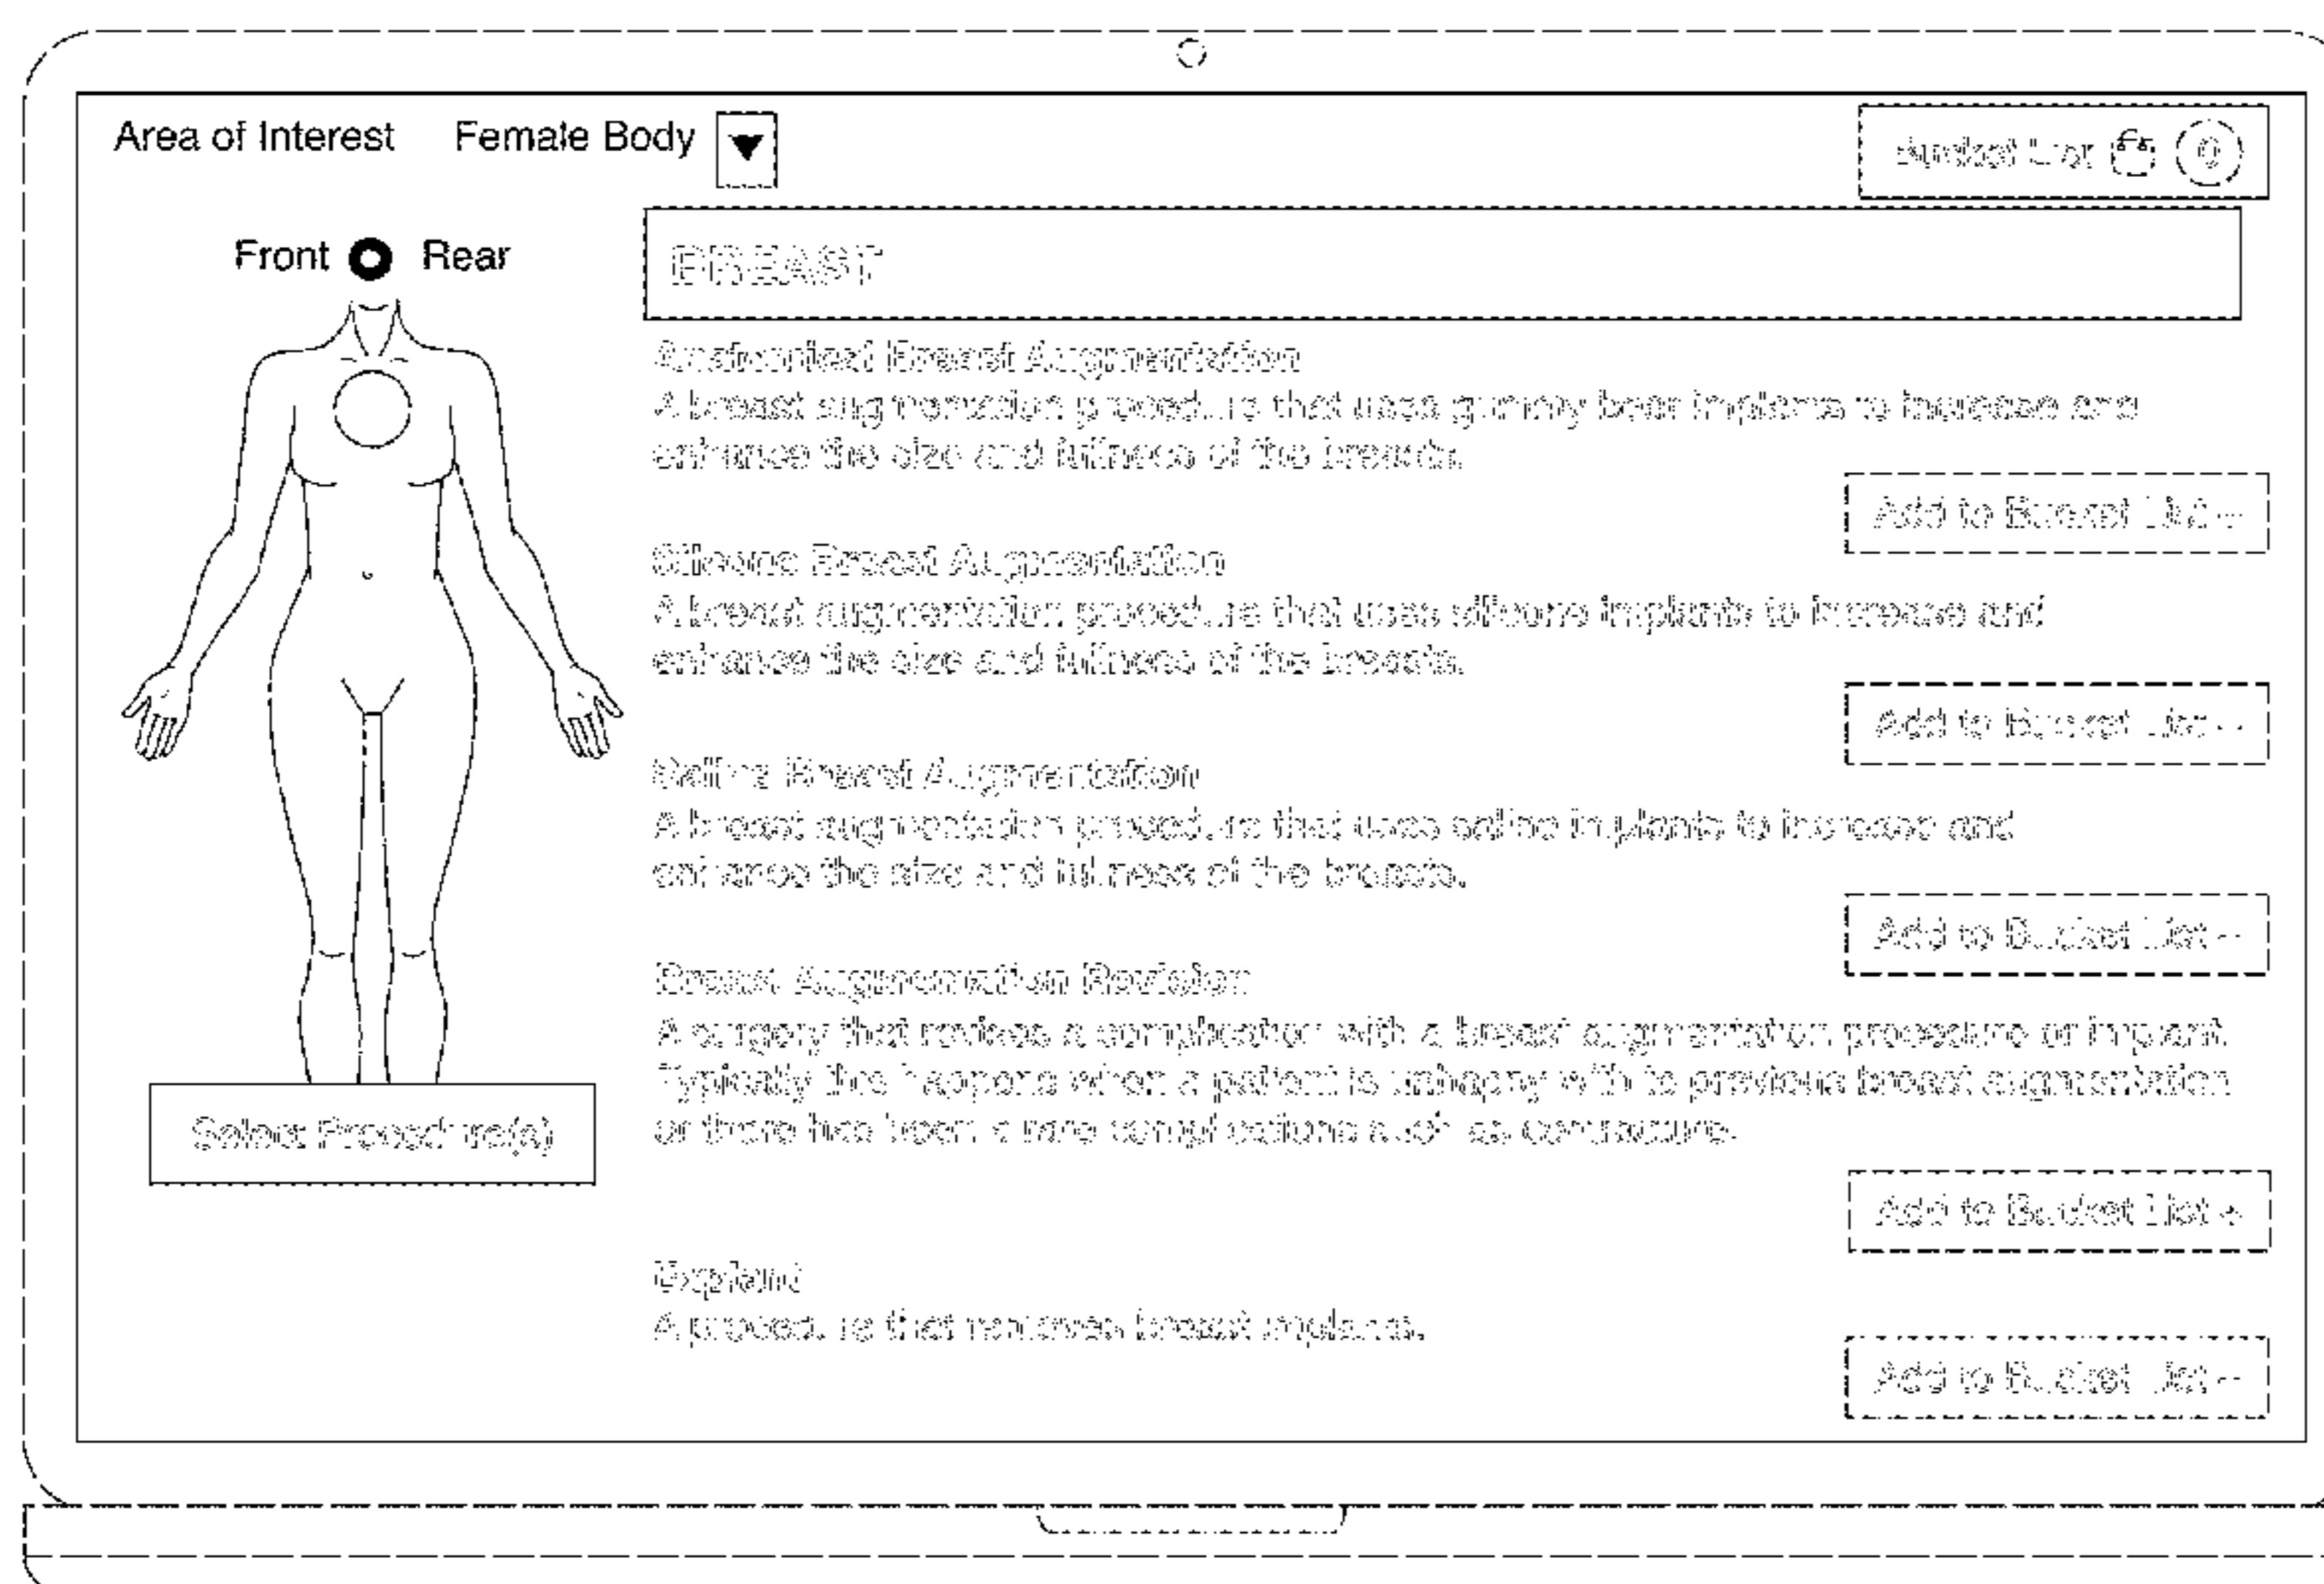 Area of Interest Female Body
Bucket List 0
Front Rear
BREAST
Anatomical Breast Augmentation
A breast augmentation procedure that uses gummy bear implants to increase and
enhance the size and fullness of the breasts.
Add to Bucket List +
Silicone Breast Augmentation
A breast augmentation procedure that uses silicone implants to increase and
enhance the size and fullness of the breasts.
Add to Bucket List +
Saline Breast Augmentation
A breast augmentation procedure that uses saline implants to increase and
enhance the size and fullness of the breasts.
Add to Bucket List +
Breast Augmentation Revision
A surgery that revises a complication with a breast augmentation procedure or implant.
Typically this happens when a patient is unhappy with is previous breast augmentation
or there has been a rare complications such as contracture.
Select Procedure(s)
Add to Bucket List +
Explant
A procedure that removes breast implants.
Add to Bucket List +